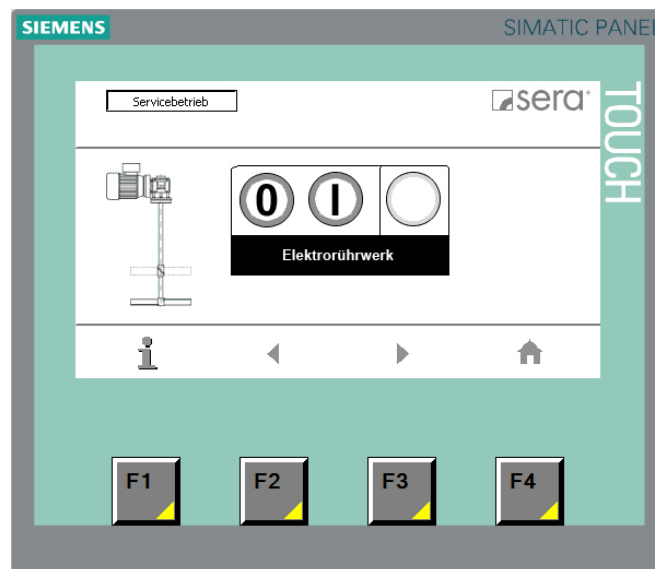 SIEMENS
SIMATIC PANEL
TOUCH
Servicebetrieb
sera
0 I
Elektrorührwerk
i
F1 F2 F3 F4